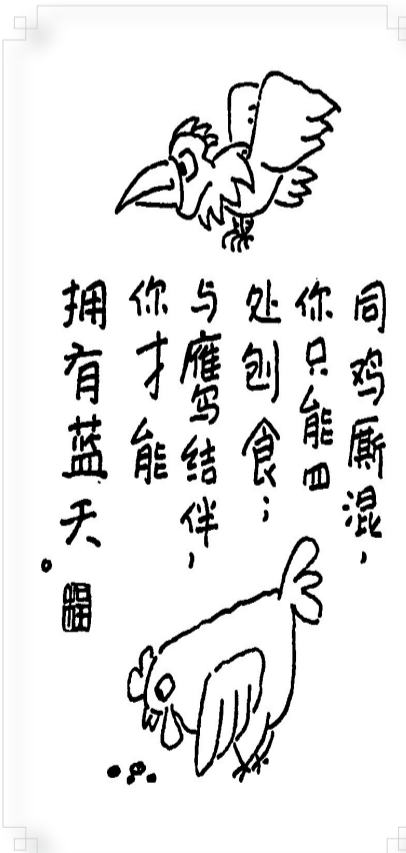 同鸡厮混，
你只能四
处刨食；
与鹰结伴，
你才能
拥有蓝天。